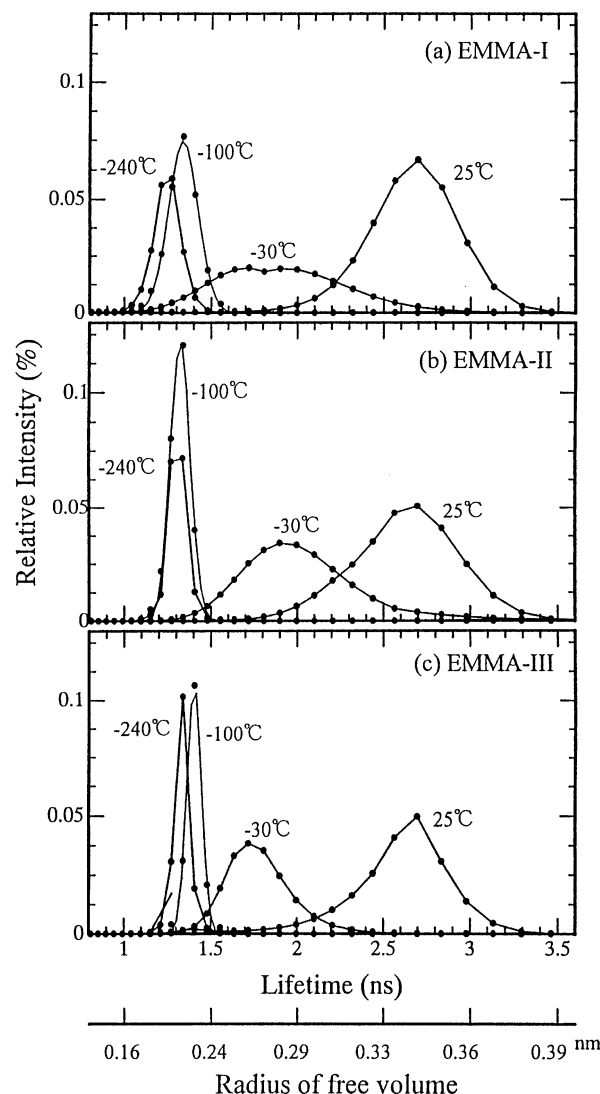 (a) EMMA-I
0.1
-100℃
-240℃
25℃
0.05
-30℃
0
(b) EMMA-II
0.1
-100℃
-240℃
0.05
-30℃
25℃
0
(c) EMMA-III
0.1
-240℃
-100℃
0.05
-30℃
25℃
0
Relative Intensity (%)
1 1.5 2 2.5 3 3.5
Lifetime (ns)
0.16 0.24 0.29 0.33 0.36 0.39 nm
Radius of free volume